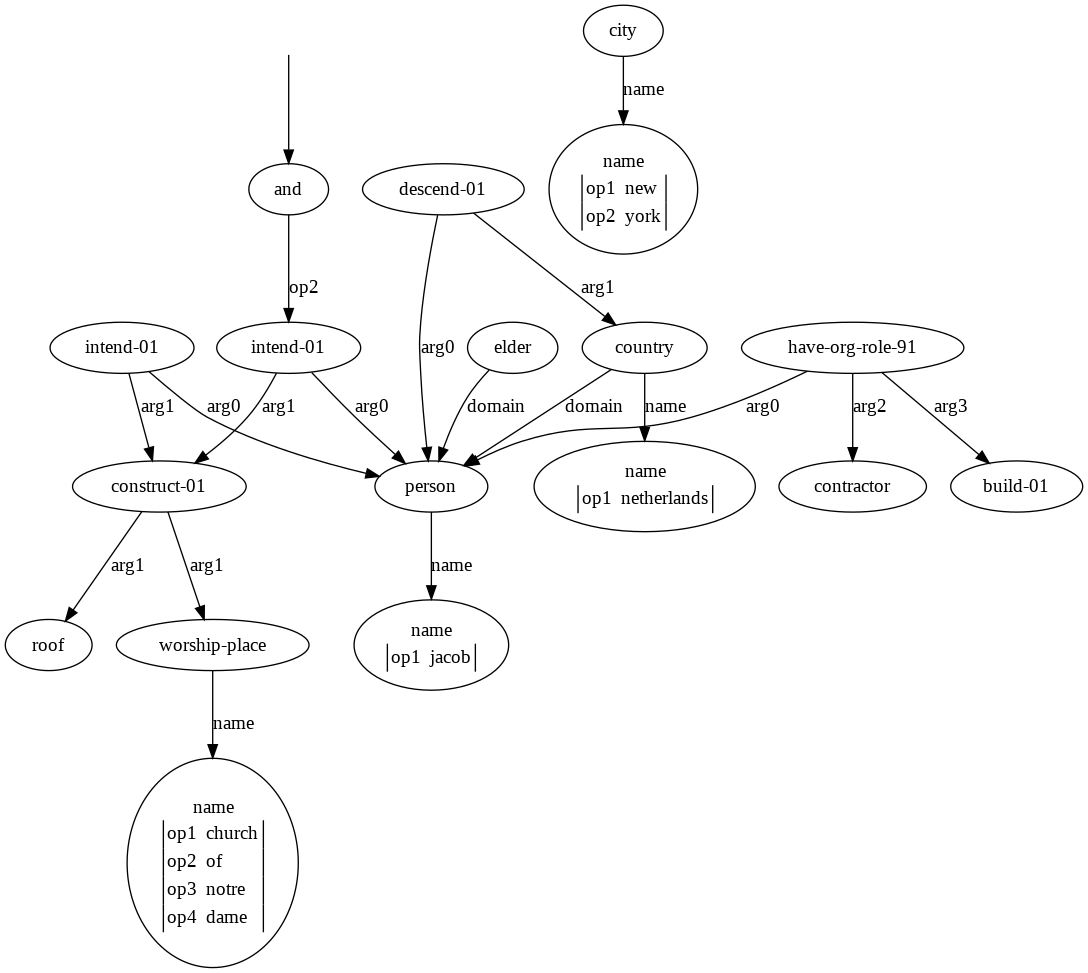 city
name
name
op1 new
op2 york
and
descend-01
op2
arg1
intend-01
intend-01
arg0
elder
country
have-org-role-91
arg1
arg0
arg1
arg0
domain
domain
name
arg0
arg2
arg3
construct-01
person
name
op1 netherlands
contractor
build-01
arg1
arg1
name
roof
worship-place
name
op1 jacob
name
name
op1 church
op2 of
op3 notre
op4 dame